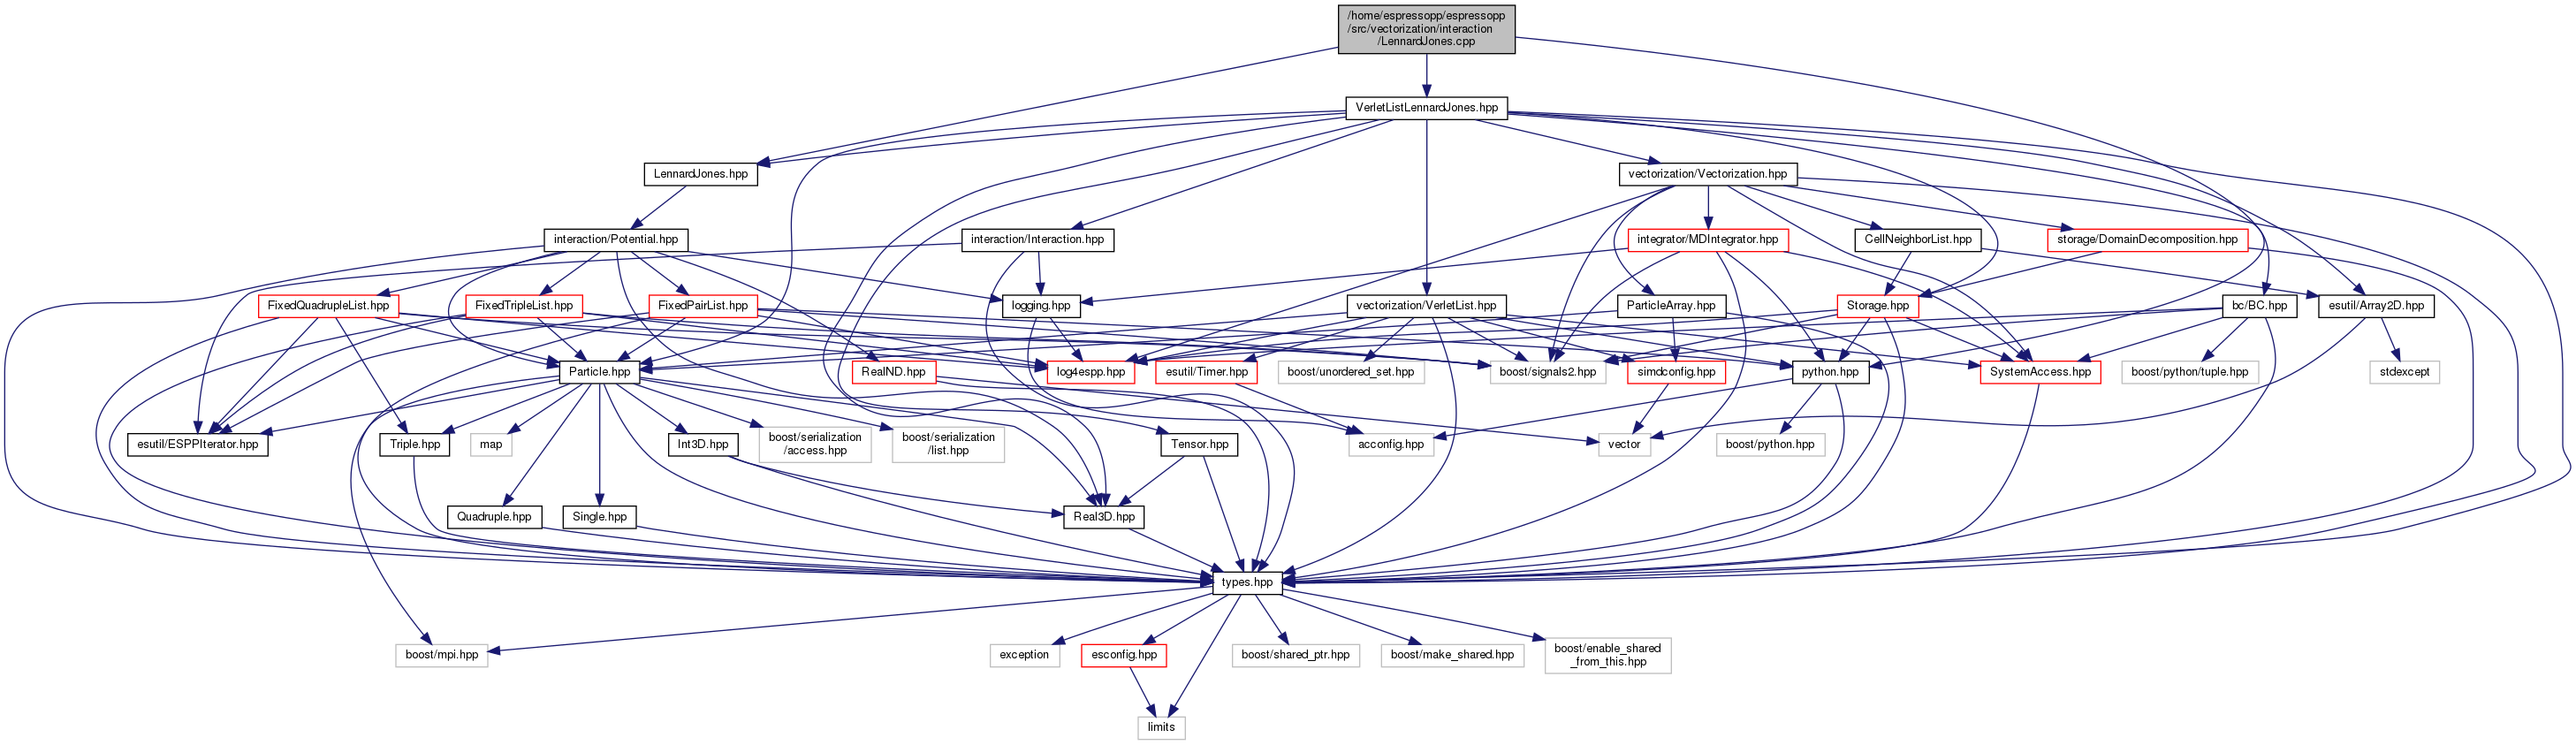 /home/espressopp/espressopp
/src/vectorization/interaction
/LennardJones.cpp
VerletListLennardJones.hpp
LennardJones.hpp
vectorization/Vectorization.hpp
interaction/Potential.hpp
interaction/Interaction.hpp
integrator/MDIntegrator.hpp
CellNeighborList.hpp
storage/DomainDecomposition.hpp
FixedQuadrupleList.hpp
FixedTripleList.hpp
FixedPairList.hpp
logging.hpp
vectorization/VerletList.hpp
ParticleArray.hpp
Storage.hpp
bc/BC.hpp
esutil/Array2D.hpp
Particle.hpp
RealND.hpp
log4espp.hpp
esutil/Timer.hpp
boost/unordered_set.hpp
boost/signals2.hpp
simdconfig.hpp
python.hpp
SystemAccess.hpp
boost/python/tuple.hpp
stdexcept
esutil/ESPPIterator.hpp
Triple.hpp
map
Int3D.hpp
boost/serialization
/access.hpp
boost/serialization
/list.hpp
Tensor.hpp
acconfig.hpp
vector
boost/python.hpp
Quadruple.hpp
Single.hpp
Real3D.hpp
types.hpp
boost/mpi.hpp
exception
esconfig.hpp
boost/shared_ptr.hpp
boost/make_shared.hpp
boost/enable_shared
_from_this.hpp
limits